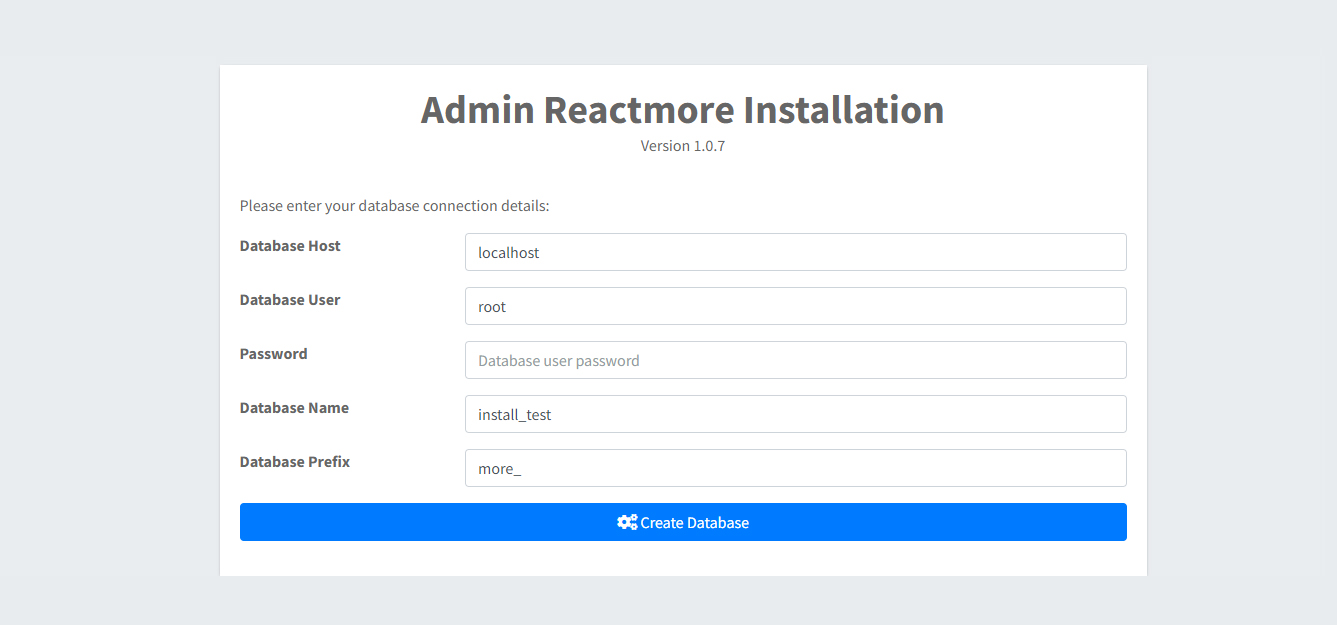 Admin Reactmore Installation
Version 1.0.7
Please enter your database connection details:
Database Host
localhost
Database User
root
Password
Database user password
Database Name
install_test
Database Prefix
more_
Create Database